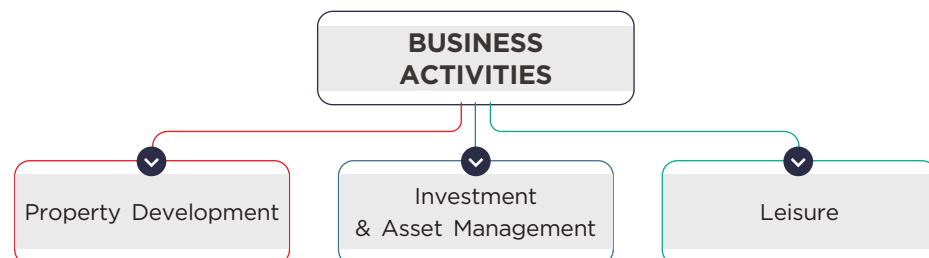 BUSINESS
ACTIVITIES
Property Development
Investment
& Asset Management
Leisure